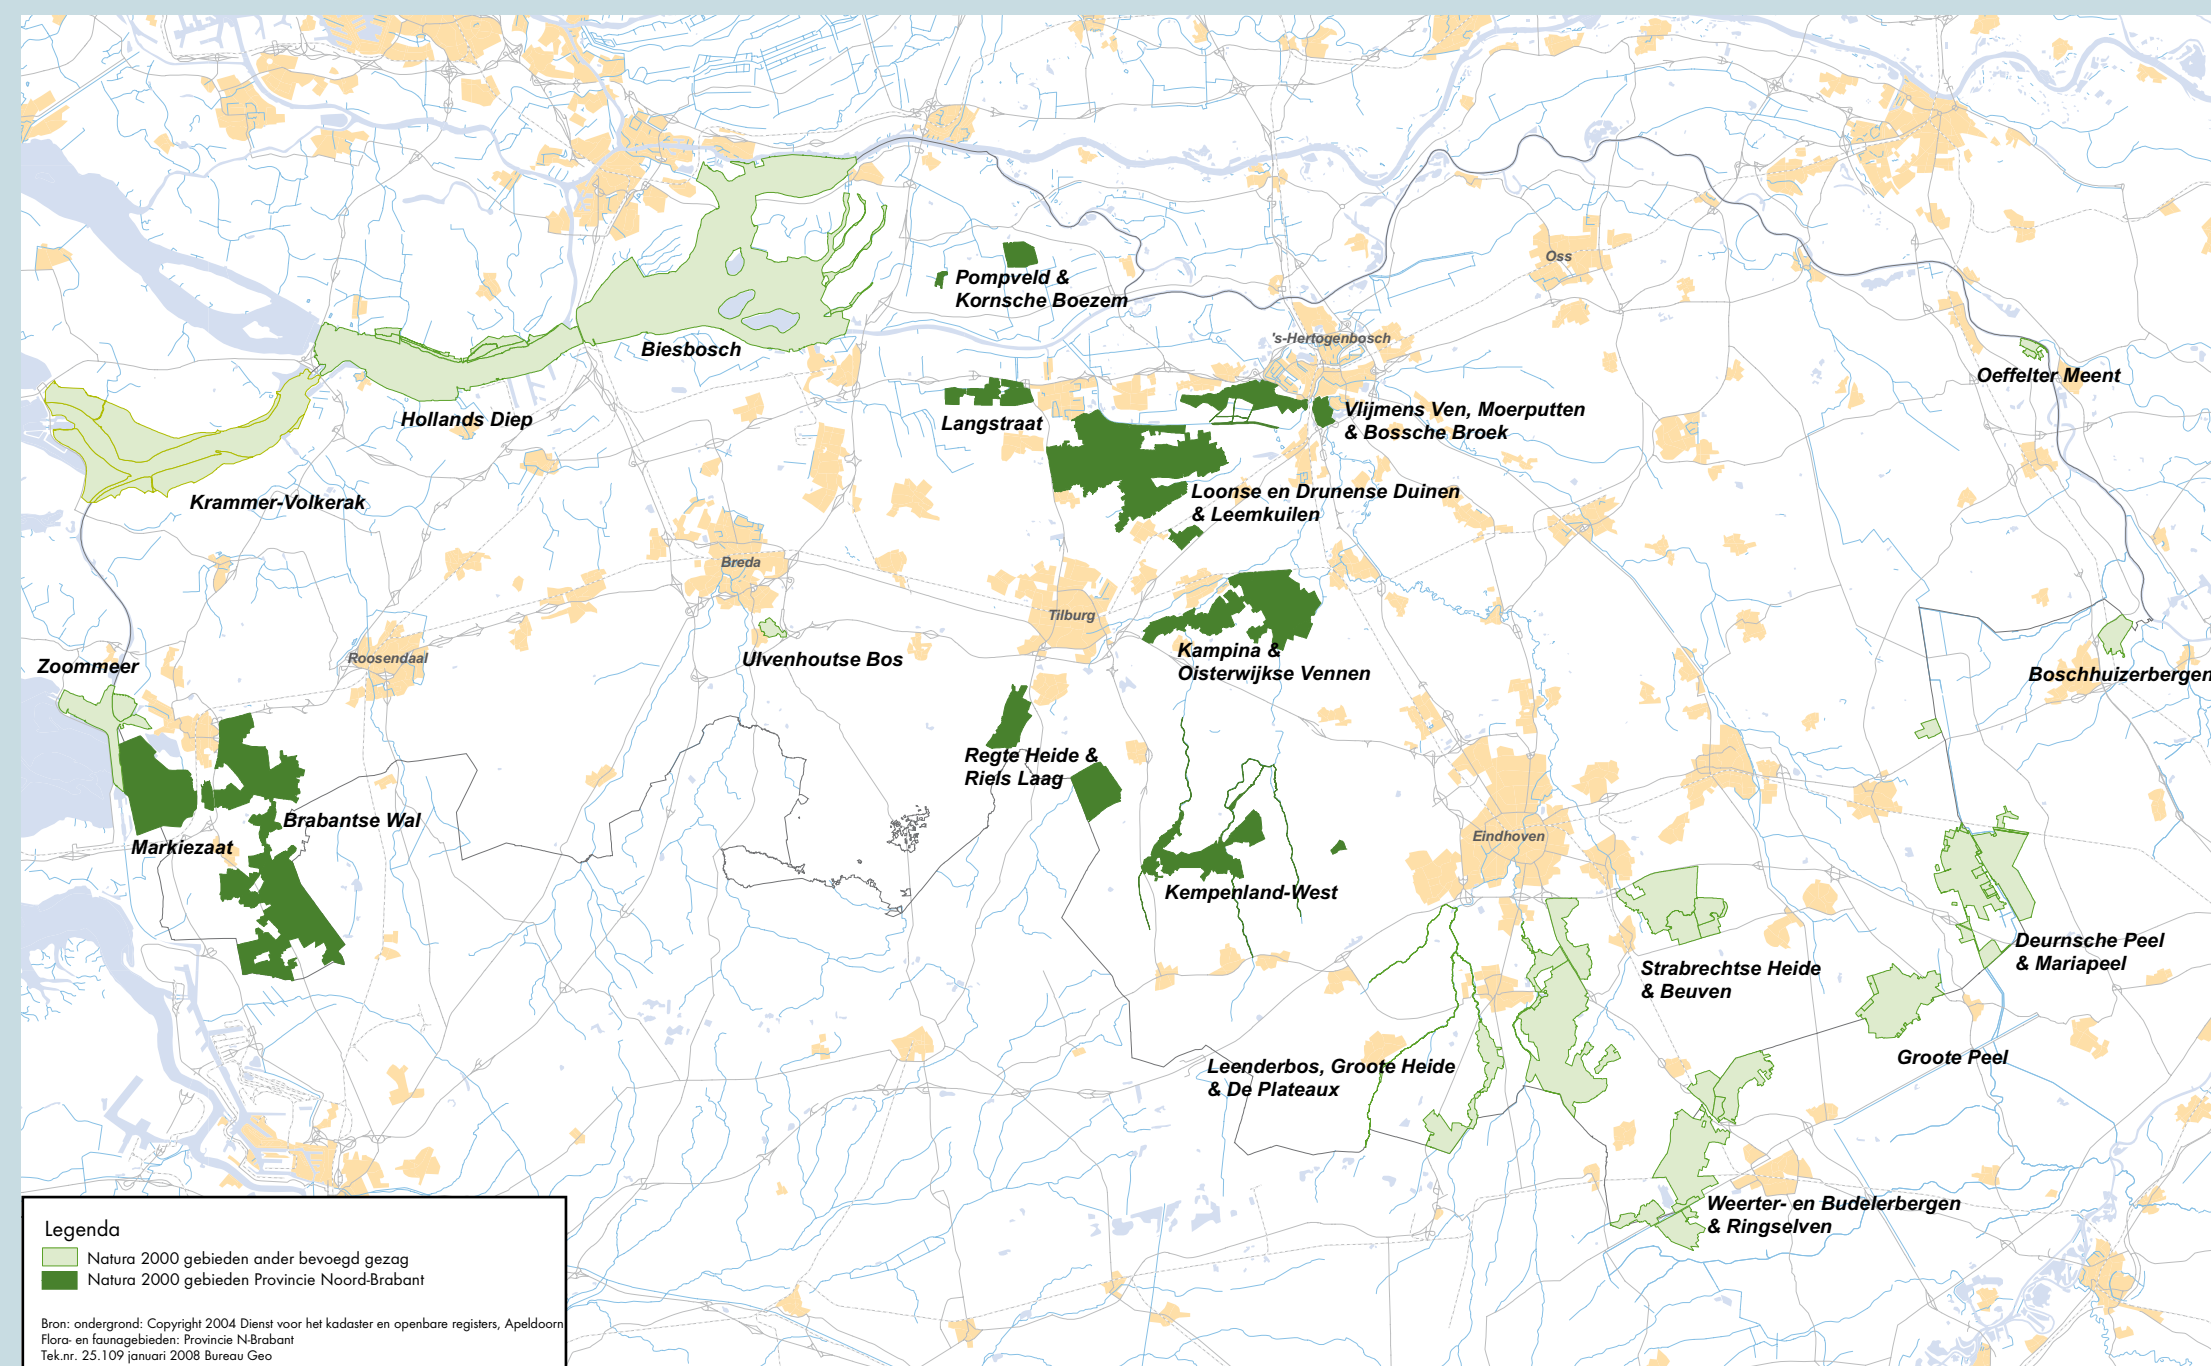 Pompveld &
Kornsche Boezem
Oss
's-Hertogenbosch
Biesbosch
Oeffelter Meent
Hollands Diep
Langstraat
Vlijmens Ven, Moerputten
& Bossche Broek
Krammer-Volkerak
Loonse en Drunense Duinen
& Leemkuilen
Breda
Tilburg
Zoommeer
Roosendaal
Ulvenhoutse Bos
Kampina &
Oisterwijkse Vennen
Boschhuizerbergen
Regte Heide &
Riels Laag
Brabantse Wal
Markiezaat
Eindhoven
Kempenland-West
Deurnsche Peel
& Mariapeel
Strabrechtse Heide
& Beuven
Groote Peel
Leenderbos, Groote Heide
& De Plateaux
Weerter- en Budelerbergen
& Ringselven
Legenda
Natura 2000 gebieden ander bevoegd gezag
Natura 2000 gebieden Provincie Noord-Brabant
Bron: ondergrond: Copyright 2004 Dienst voor het kadaster en openbare registers, Apeldoorn
Flora- en faunagebieden: Provincie N-Brabant
Tek.nr. 25.109 januari 2008 Bureau Geo